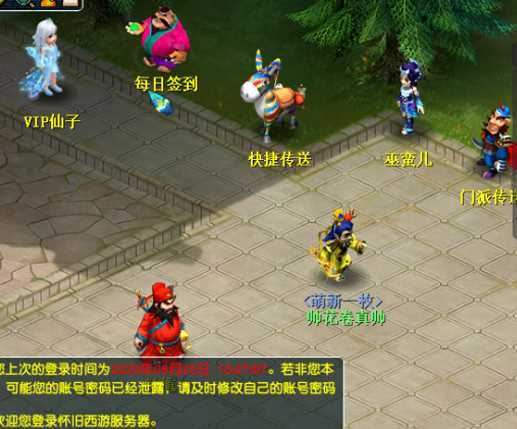 每日签到
VIP仙子
快捷传送
巫蛮儿
门派传送
<萌新一枚>
帅花卷真帅
您上次的登录时间为
。若非您本
可能您的账号密码已经泄露，请及时修改自己的账号密码
欢迎您登录怀旧西游服务器。